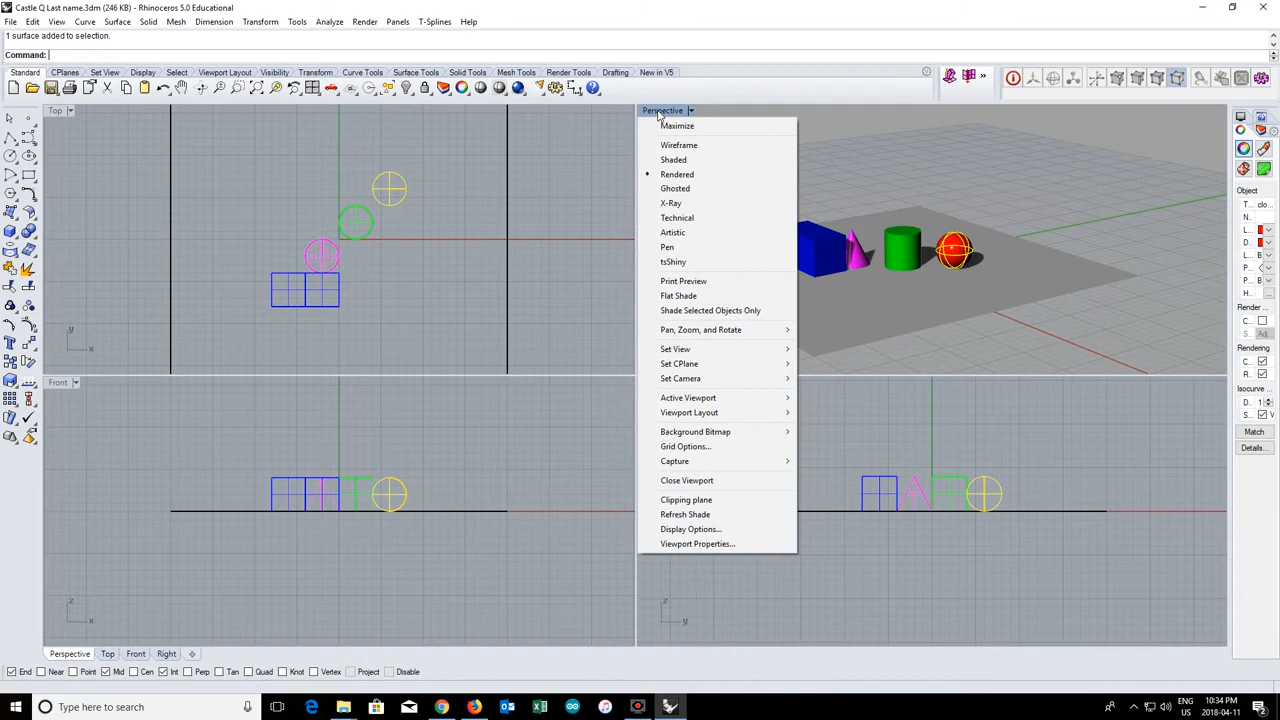 Castle Q Last name.3dm (246 KB) - Rhinoceros 5.0 Educational
File Edit View Curve Surface Solid Mesh Dimension Transform Tools Analyze Render Panels T-Splines Help
1 surface added to selection.
Command:
Standard CPlanes Set View Display Select Viewport Layout Visibility Transform Curve Tools Surface Tools Solid Tools Mesh Tools Render Tools Drafting New in V5
Top
Perspective
Maximize
Wireframe
Shaded
Rendered
Ghosted
X-Ray
Technical
Artistic
Pen
tsShiny
Print Preview
Flat Shade
Shade Selected Objects Only
Pan, Zoom, and Rotate
Set View
Set CPlane
Set Camera
Active Viewport
Viewport Layout
Background Bitmap
Grid Options...
Capture
Close Viewport
Clipping plane
Refresh Shade
Display Options...
Viewport Properties...
y
x
Front
z
x
z
y
Object
T... clo...
N...
L...
D...
L...
P...
P... B
H...
Render ...
C...
S... Adj
Rendering
C...
R...
Isocurve
D... 1
S... V
Match
Details...
Perspective Top Front Right
End Near Point Mid Cen Int Perp Tan Quad Knot Vertex Project Disable
Type here to search
ENG
US
10:34 PM
2018-04-11